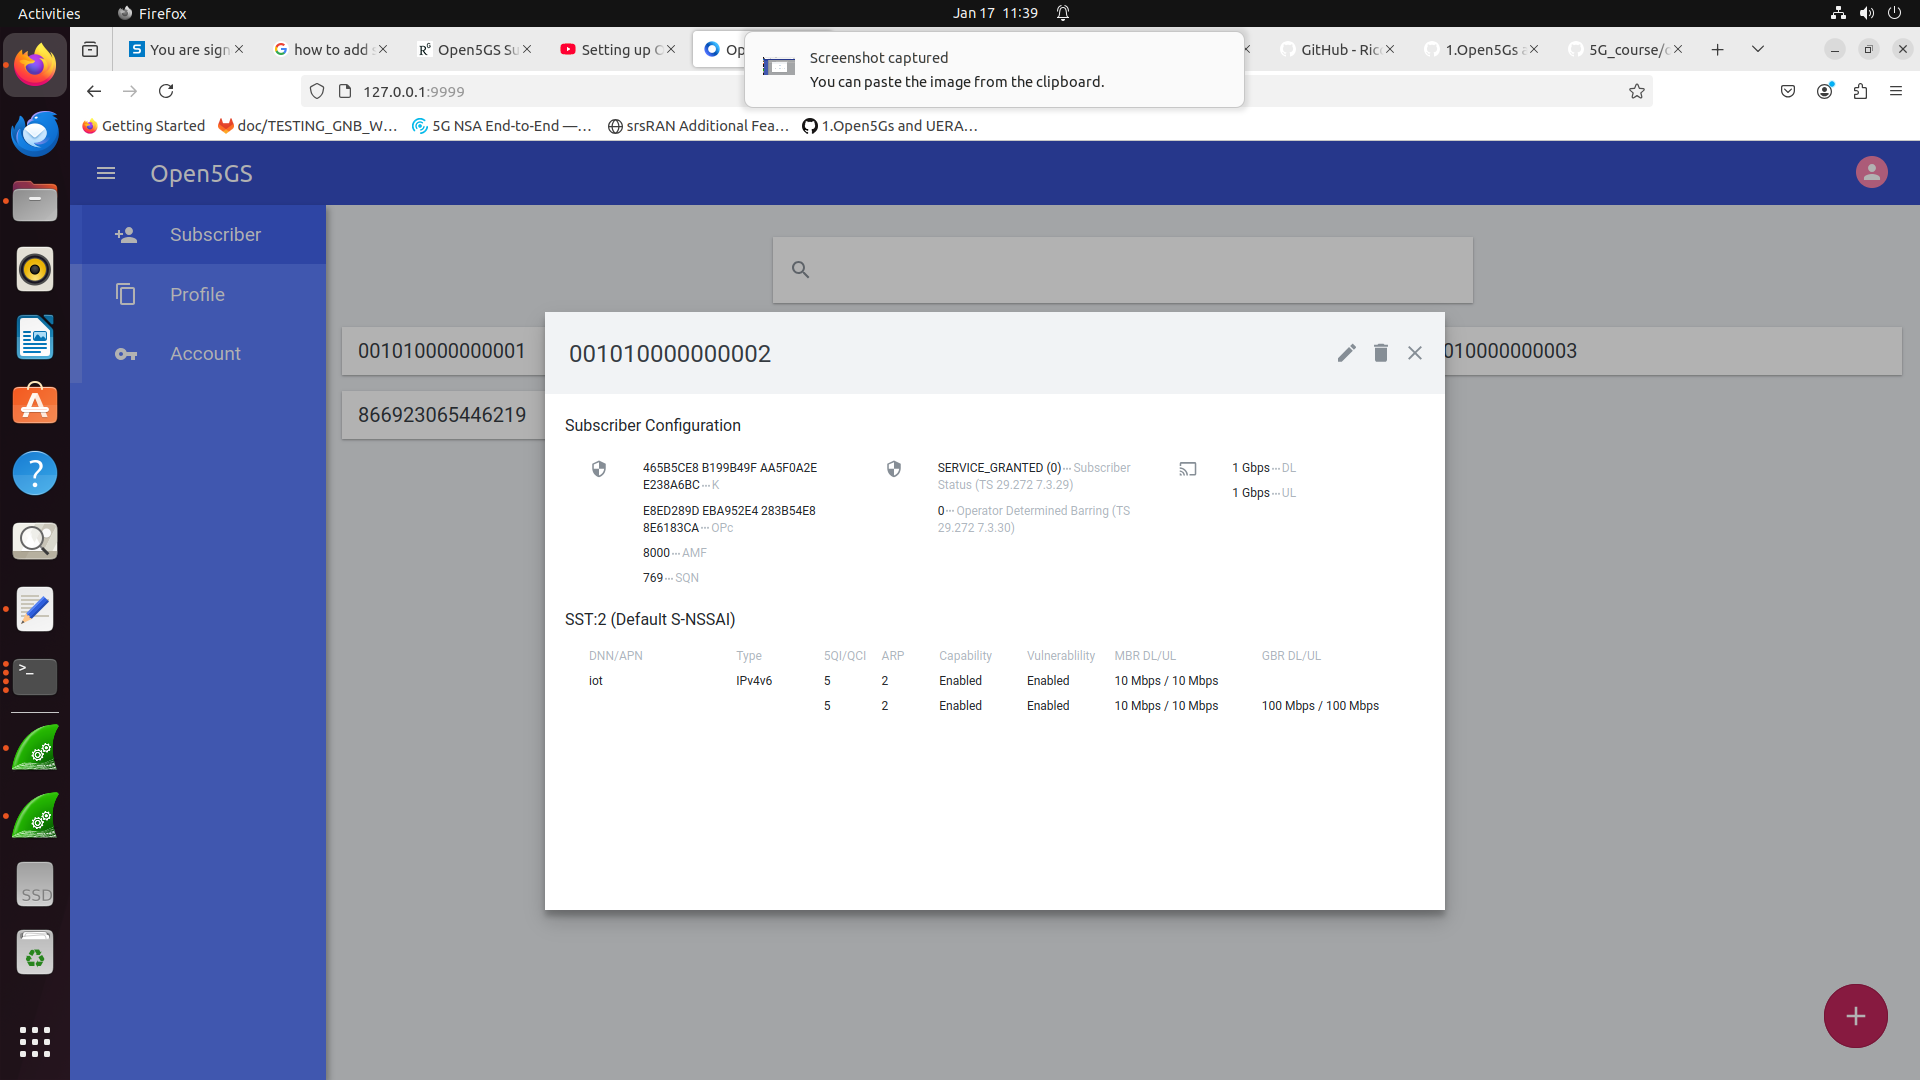 Activities Firefox Jan 17 11:39
You are sign how to add s Open5GS Su Setting up O Op GitHub - Rico 1.Open5Gs a 5G_course/c
Screenshot captured
You can paste the image from the clipboard.
127.0.0.1:9999
Getting Started doc/TESTING_GNB_W... 5G NSA End-to-End —... srsRAN Additional Fea... 1.Open5Gs and UERA...
Open5GS
Subscriber
Profile
Account
001010000000001
010000000003
866923065446219
001010000000002
Subscriber Configuration
465B5CE8 B199B49F AA5F0A2E
E238A6BC···K
E8ED289D EBA952E4 283B54E8
8E6183CA···OPc
8000···AMF
769···SQN
SERVICE_GRANTED (0)···Subscriber
Status (TS 29.272 7.3.29)
0···Operator Determined Barring (TS
29.272 7.3.30)
1 Gbps···DL
1 Gbps···UL
SST:2 (Default S-NSSAI)
DNN/APN Type 5QI/QCI ARP Capability Vulnerablility MBR DL/UL GBR DL/UL
iot IPv4v6 5 2 Enabled Enabled 10 Mbps / 10 Mbps
5 2 Enabled Enabled 10 Mbps / 10 Mbps 100 Mbps / 100 Mbps
SSD